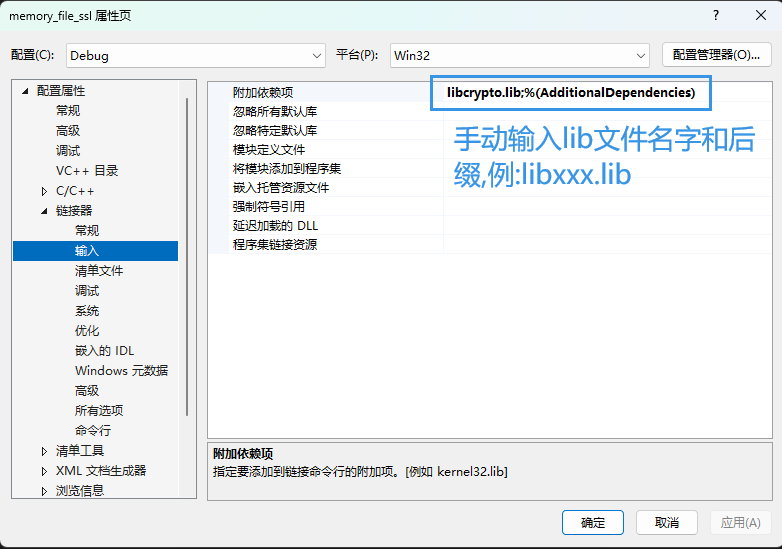 memory_file_ssl 属性页
配置(C): Debug 平台(P): Win32 配置管理器(O)...
配置属性
常规
高级
调试
VC++ 目录
C/C++
链接器
常规
输入
清单文件
调试
系统
优化
嵌入的 IDL
Windows 元数据
高级
所有选项
命令行
清单工具
XML 文档生成器
浏览信息
附加依赖项 libcrypto.lib;%(AdditionalDependencies)
忽略所有默认库
忽略特定默认库
模块定义文件
将模块添加到程序集
嵌入托管资源文件
强制符号引用
延迟加载的 DLL
程序集链接资源
手动输入lib文件名字和后
缀,例:libxxx.lib
附加依赖项
指定要添加到链接命令行的附加项。[例如 kernel32.lib]
确定 取消 应用(A)